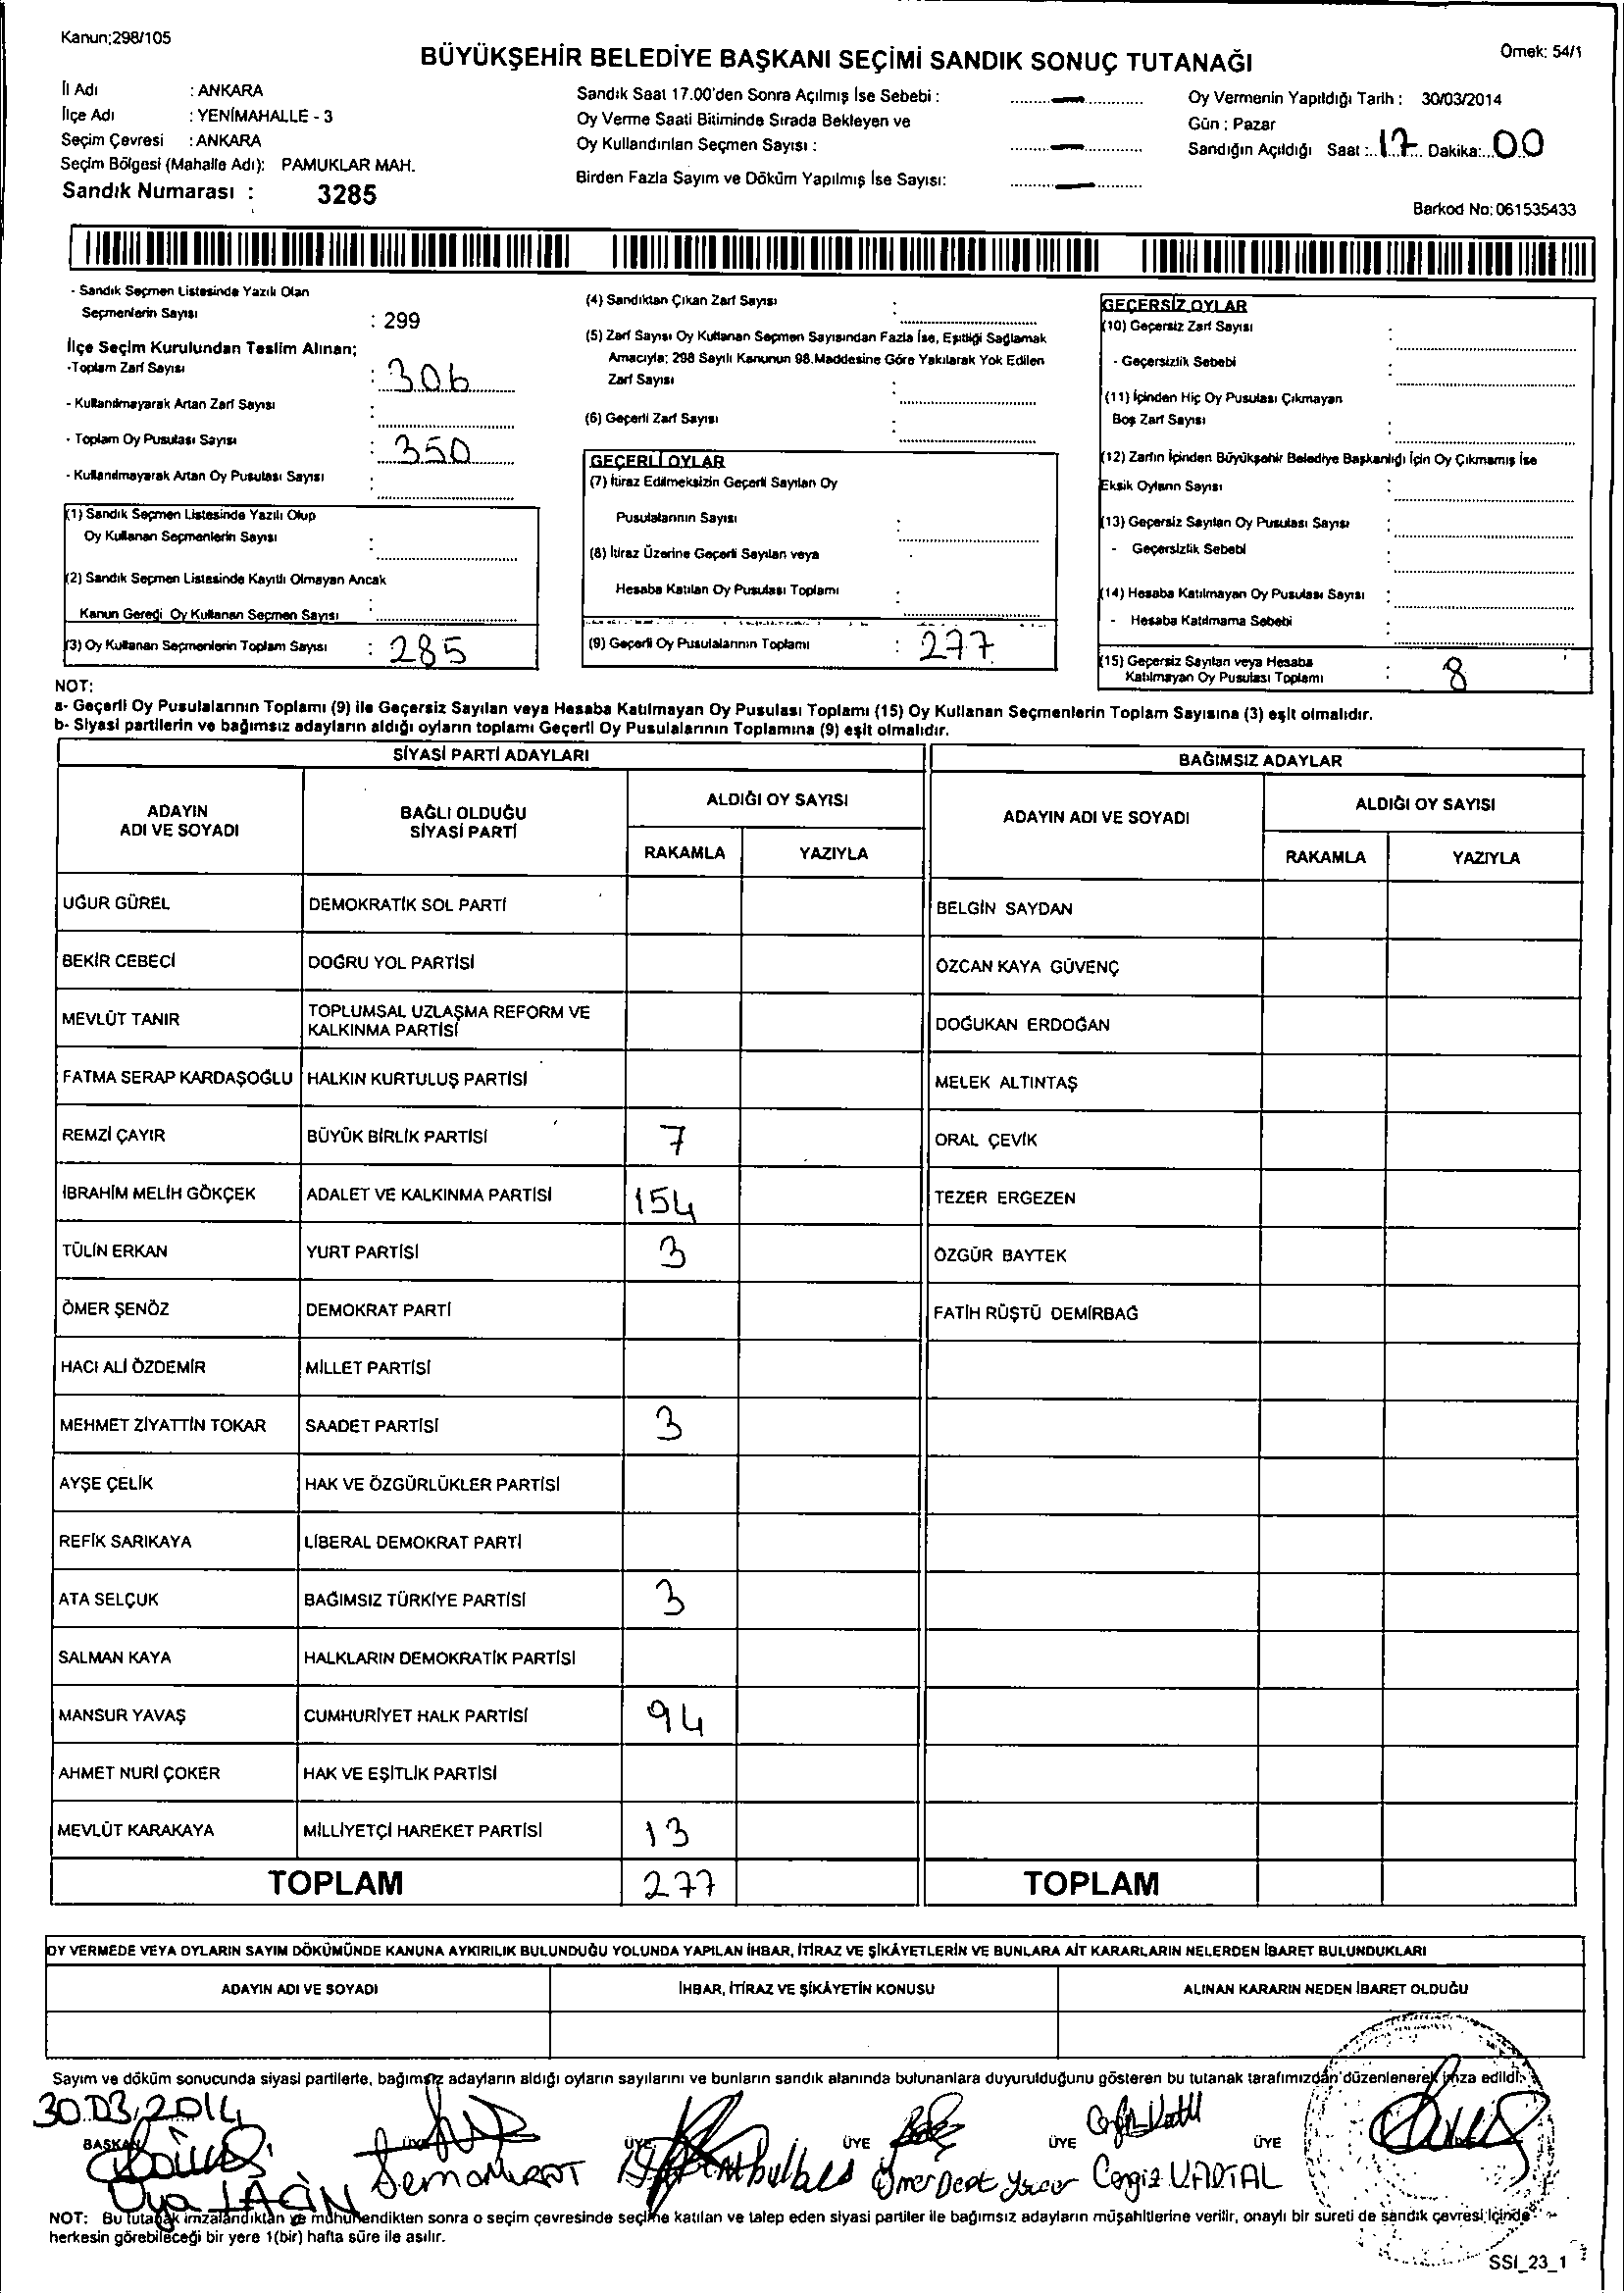 Kanun;298/105
Örnek: 54/1
BÜYÜKŞEHİR BELEDİYE BAŞKANI SEÇİMİ SANDIK SONUÇ TUTANAĞI
İl Adı : ANKARA
İlçe Adı : YENİMAHALLE - 3
Seçim Çevresi : ANKARA
Seçim Bölgesi (Mahalle Adı): PAMUKLAR MAH.
Sandık Numarası : 3285
Sandık Saat 17.00'den Sonra Açılmış İse Sebebi :
Oy Verme Saati Bitiminde Sırada Bekleyen ve
Oy Kullandırılan Seçmen Sayısı :
Birden Fazla Sayım ve Döküm Yapılmış İse Sayısı:
Oy Vermenin Yapıldığı Tarih : 30/03/2014
Gün : Pazar
Sandığın Açıldığı Saat : 17 Dakika: 00
Barkod No: 061535433
- Sandık Seçmen Listesinde Yazılı Olan
Seçmenlerin Sayısı : 299
İlçe Seçim Kurulundan Teslim Alınan;
-Toplam Zarf Sayısı : 306
- Kullanılmayarak Artan Zarf Sayısı :
- Toplam Oy Pusulası Sayısı : 350
- Kullanılmayarak Artan Oy Pusulası Sayısı :
(1) Sandık Seçmen Listesinde Yazılı Olup
Oy Kullanan Seçmenlerin Sayısı :
(2) Sandık Seçmen Listesinde Kayıtlı Olmayan Ancak
Kanun Gereği Oy Kullanan Seçmen Sayısı :
(3) Oy Kullanan Seçmenlerin Toplam Sayısı : 285
(4) Sandıktan Çıkan Zarf Sayısı :
(5) Zarf Sayısı Oy Kullanan Seçmen Sayısından Fazla İse, Eşitliği Sağlamak
Amacıyla; 298 Sayılı Kanunun 98.Maddesine Göre Yakılarak Yok Edilen
Zarf Sayısı :
(6) Geçerli Zarf Sayısı :
GEÇERLİ OYLAR
(7) İtiraz Edilmeksizin Geçerli Sayılan Oy
Pusulalarının Sayısı :
(8) İtiraz Üzerine Geçerli Sayılan veya
Hesaba Katılan Oy Pusulası Toplamı :
(9) Geçerli Oy Pusulalarının Toplamı : 277
GEÇERSİZ OYLAR
(10) Geçersiz Zarf Sayısı :
- Geçersizlik Sebebi :
(11) İçinden Hiç Oy Pusulası Çıkmayan
Boş Zarf Sayısı :
(12) Zarfın İçinden Büyükşehir Belediye Başkanlığı İçin Oy Çıkmamış İse
Eksik Oyların Sayısı :
(13) Geçersiz Sayılan Oy Pusulası Sayısı :
- Geçersizlik Sebebi :
(14) Hesaba Katılmayan Oy Pusulası Sayısı :
- Hesaba Katılmama Sebebi :
(15) Geçersiz Sayılan veya Hesaba
Katılmayan Oy Pusulası Toplamı : 8
NOT:
a- Geçerli Oy Pusulalarının Toplamı (9) ile Geçersiz Sayılan veya Hesaba Katılmayan Oy Pusulası Toplamı (15) Oy Kullanan Seçmenlerin Toplam Sayısına (3) eşit olmalıdır.
b- Siyasi partilerin ve bağımsız adayların aldığı oyların toplamı Geçerli Oy Pusulalarının Toplamına (9) eşit olmalıdır.
SİYASİ PARTİ ADAYLARI
BAĞIMSIZ ADAYLAR
ADAYIN ADI VE SOYADI
BAĞLI OLDUĞU SİYASİ PARTİ
ALDIĞI OY SAYISI
RAKAMLA YAZIYLA
ADAYIN ADI VE SOYADI
ALDIĞI OY SAYISI
RAKAMLA YAZIYLA
UĞUR GÜREL DEMOKRATİK SOL PARTİ BELGİN SAYDAN
BEKİR CEBECİ DOĞRU YOL PARTİSİ ÖZCAN KAYA GÜVENÇ
MEVLÜT TANIR TOPLUMSAL UZLAŞMA REFORM VE KALKINMA PARTİSİ DOĞUKAN ERDOĞAN
FATMA SERAP KARDAŞOĞLU HALKIN KURTULUŞ PARTİSİ MELEK ALTINTAŞ
REMZİ ÇAYIR BÜYÜK BİRLİK PARTİSİ 7 ORAL ÇEVİK
İBRAHİM MELİH GÖKÇEK ADALET VE KALKINMA PARTİSİ 154 TEZER ERGEZEN
TÜLİN ERKAN YURT PARTİSİ 3 ÖZGÜR BAYTEK
ÖMER ŞENÖZ DEMOKRAT PARTİ FATİH RÜŞTÜ DEMİRBAĞ
HACI ALİ ÖZDEMİR MİLLET PARTİSİ
MEHMET ZİYATTİN TOKAR SAADET PARTİSİ 3
AYŞE ÇELİK HAK VE ÖZGÜRLÜKLER PARTİSİ
REFİK SARIKAYA LİBERAL DEMOKRAT PARTİ
ATA SELÇUK BAĞIMSIZ TÜRKİYE PARTİSİ 3
SALMAN KAYA HALKLARIN DEMOKRATİK PARTİSİ
MANSUR YAVAŞ CUMHURİYET HALK PARTİSİ 94
AHMET NURİ ÇOKER HAK VE EŞİTLİK PARTİSİ
MEVLÜT KARAKAYA MİLLİYETÇİ HAREKET PARTİSİ 13
TOPLAM 277 TOPLAM
OY VERMEDE VEYA OYLARIN SAYIM DÖKÜMÜNDE KANUNA AYKIRILIK BULUNDUĞU YOLUNDA YAPILAN İHBAR, İTİRAZ VE ŞİKÂYETLERİN VE BUNLARA AİT KARARLARIN NELERDEN İBARET BULUNDUKLARI
ADAYIN ADI VE SOYADI İHBAR, İTİRAZ VE ŞİKÂYETİN KONUSU ALINAN KARARIN NEDEN İBARET OLDUĞU
Sayım ve döküm sonucunda siyasi partilerle, bağımsız adayların aldığı oyların sayılarını ve bunların sandık alanında bulunanlara duyurulduğunu gösteren bu tutanak tarafımızdan düzenlenerek imza edildi.
30.03.2014
BAŞKAN ÜYE ÜYE ÜYE ÜYE ÜYE
Oya LAÇİN Cengiz
NOT: Bu tutanak imzalandıktan ve mühürlendikten sonra o seçim çevresinde seçime katılan ve talep eden siyasi partiler ile bağımsız adayların müşahitlerine verilir, onaylı bir sureti de sandık çevresi içinde
herkesin görebileceği bir yere 1(bir) hafta süre ile asılır.
SSI_23_1